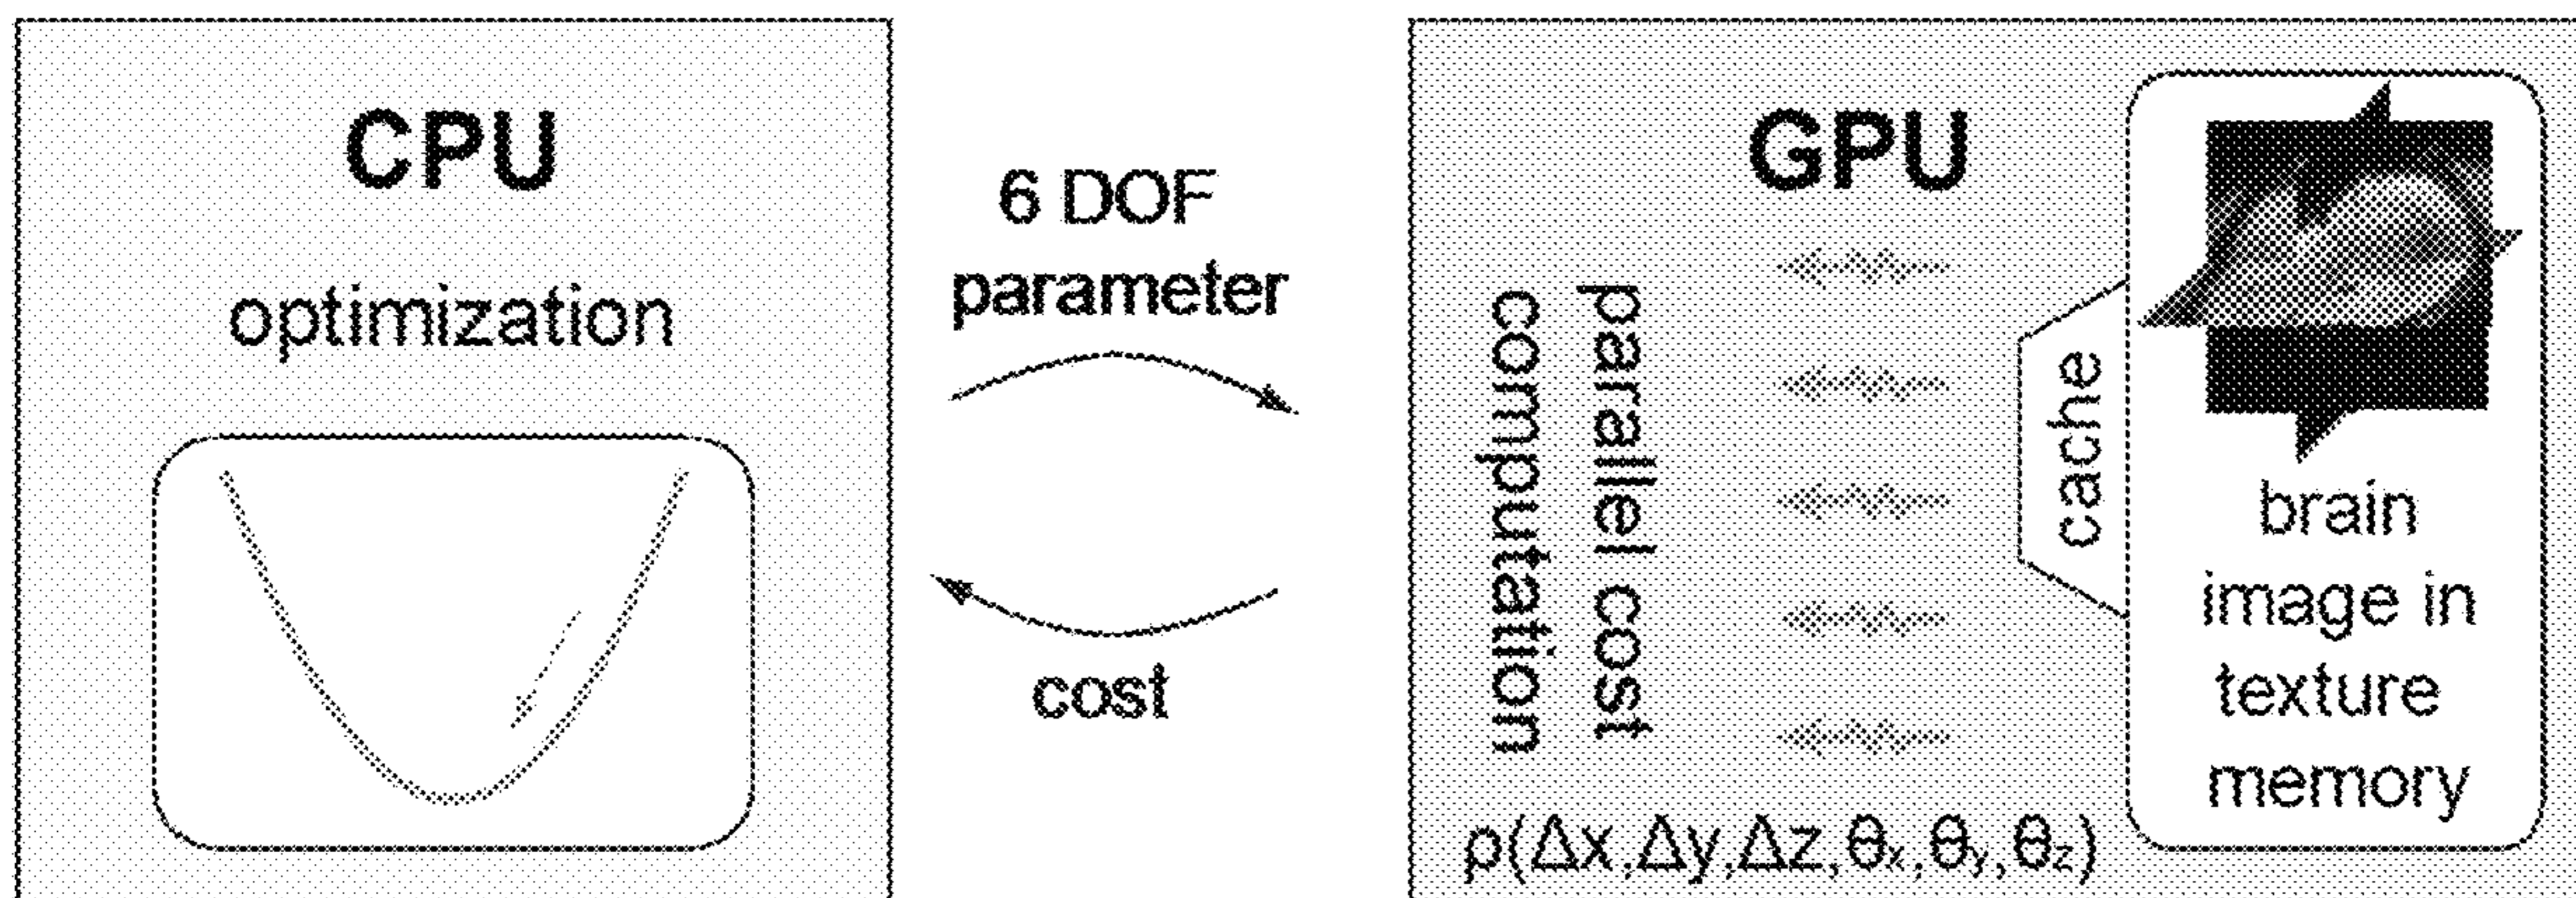 CPU
optimization
6 DOF
parameter
cost
GPU
parallel cost
computation
cache
brain
image in
texture
memory
ρ(Δx,Δy,Δz,θx,θy,θz)